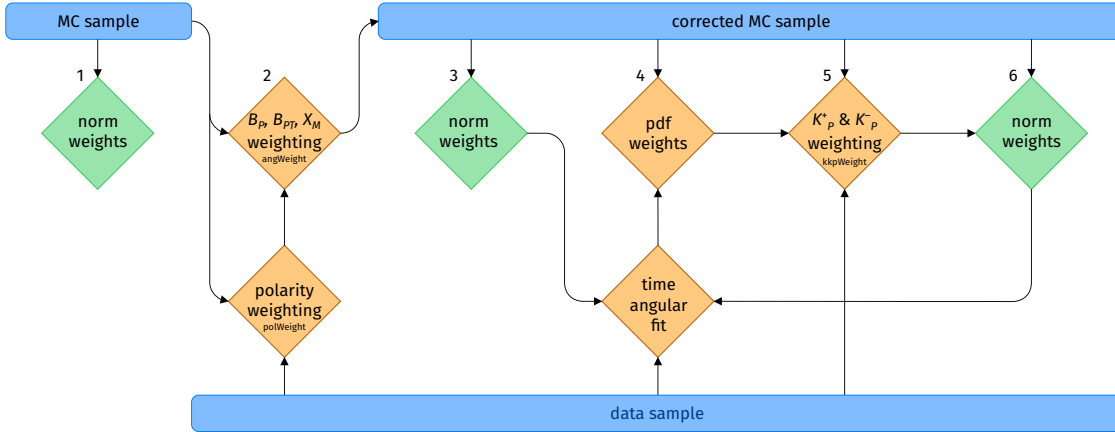 MC sample
corrected MC sample
1
norm
weights
2
B_P, B_PT, X_M
weighting
angWeight
3
norm
weights
4
pdf
weights
5
K⁺_P & K⁻_P
weighting
kkpWeight
6
norm
weights
polarity
weighting
polWeight
time
angular
fit
data sample